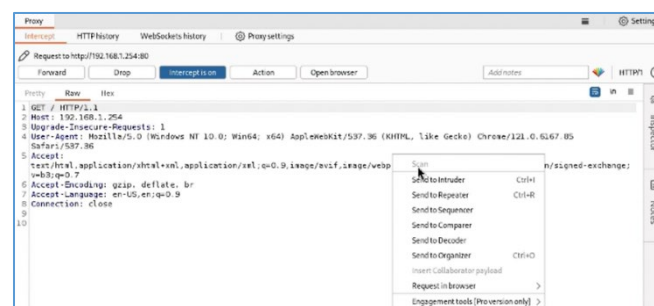 Proxy
Settin
Intercept HTTP history WebSockets history Proxy settings
Request to http://192.168.1.254:80
Forward Drop Intercept is on Action Open browser Add notes HTTP/1
Pretty Raw Hex \n
1 GET / HTTP/1.1
2 Host: 192.168.1.254
3 Upgrade-Insecure-Requests: 1
4 User-Agent: Mozilla/5.0 (Windows NT 10.0; Win64; x64) AppleWebKit/537.36 (KHTML, like Gecko) Chrome/121.0.6167.85
Safari/537.36
5 Accept:
text/html,application/xhtml+xml,application/xml;q=0.9,image/avif,image/webp n/signed-exchange;
v=b3;q=0.7
6 Accept-Encoding: gzip, deflate, br
7 Accept-Language: en-US,en;q=0.9
8 Connection: close
9
10
Scan
Send to Intruder Ctrl+I
Send to Repeater Ctrl+R
Send to Sequencer
Send to Comparer
Send to Decoder
Send to Organizer Ctrl+O
Insert Collaborator payload
Request in browser >
Engagement tools [Pro version only] >
Notes